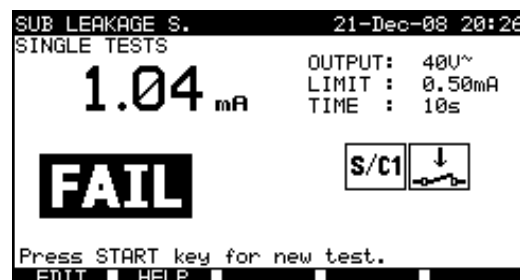 SUB LEAKAGE S. 21-Dec-08 20:26
SINGLE TESTS
1.04 mA
OUTPUT: 40V~
LIMIT : 0.50mA
TIME : 10s
S/C1
FAIL
Press START key for new test.
EDIT HELP